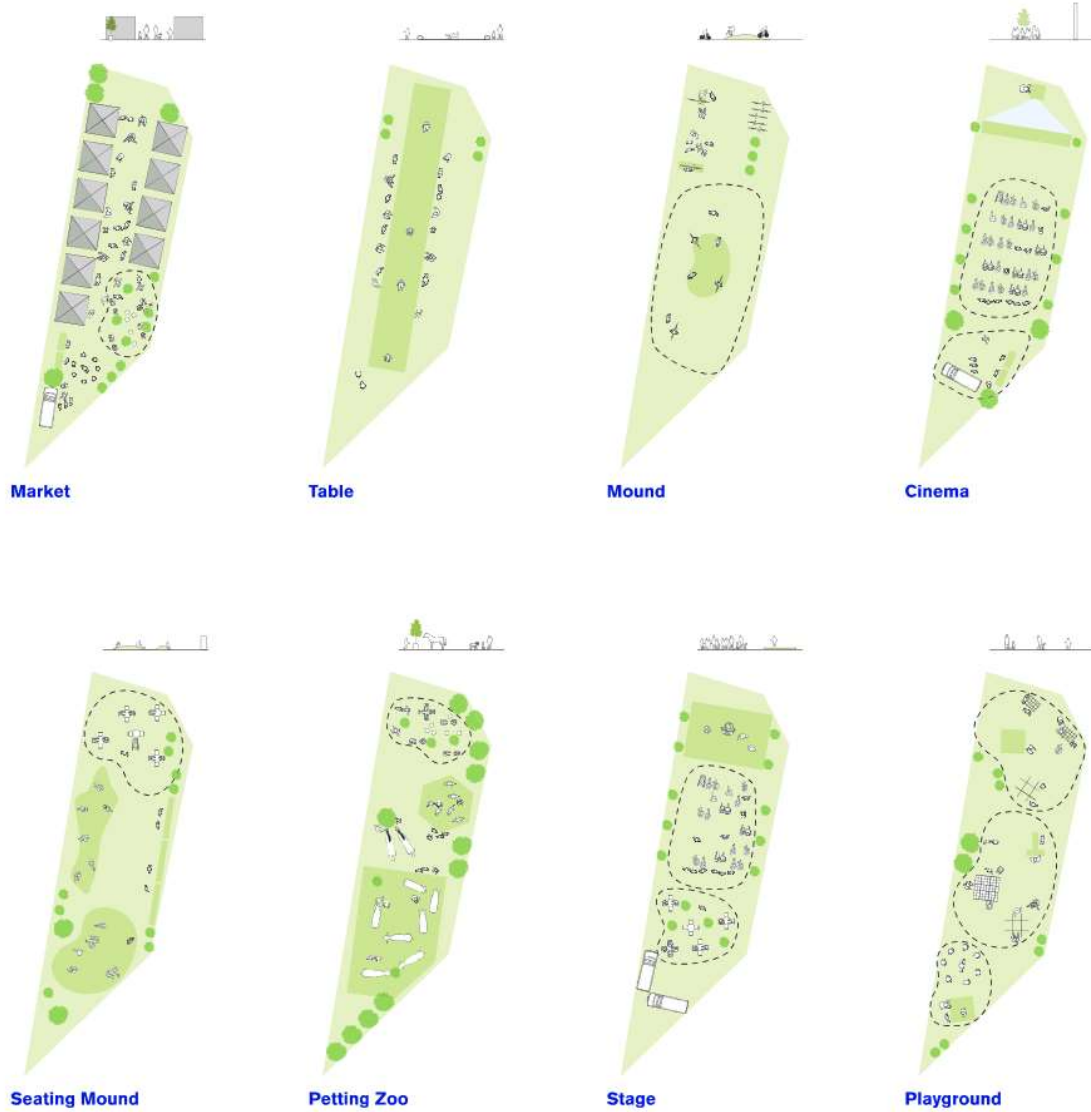 Market
Table
Mound
Cinema
Seating Mound
Petting Zoo
Stage
Playground